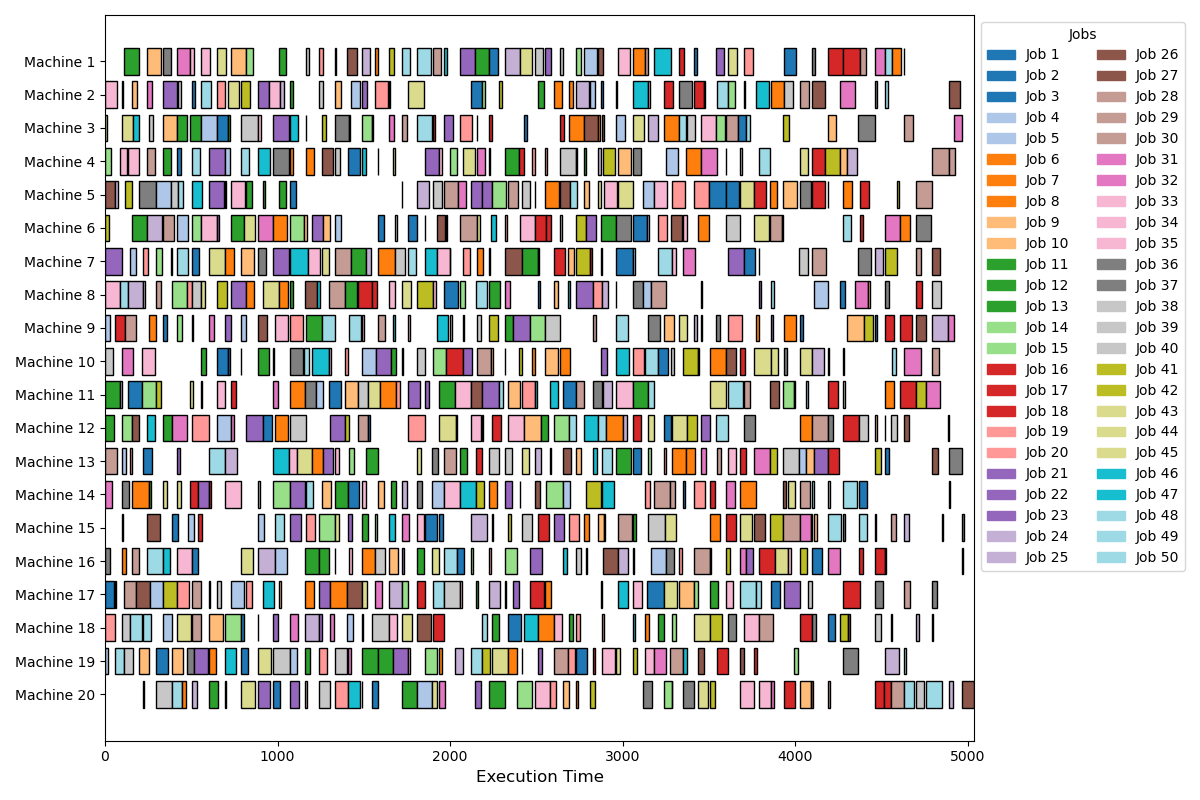 Machine 1
Machine 2
Machine 3
Machine 4
Machine 5
Machine 6
Machine 7
Machine 8
Machine 9
Machine 10
Machine 11
Machine 12
Machine 13
Machine 14
Machine 15
Machine 16
Machine 17
Machine 18
Machine 19
Machine 20
0 1000 2000 3000 4000 5000
Execution Time
Jobs
Job 1
Job 2
Job 3
Job 4
Job 5
Job 6
Job 7
Job 8
Job 9
Job 10
Job 11
Job 12
Job 13
Job 14
Job 15
Job 16
Job 17
Job 18
Job 19
Job 20
Job 21
Job 22
Job 23
Job 24
Job 25
Job 26
Job 27
Job 28
Job 29
Job 30
Job 31
Job 32
Job 33
Job 34
Job 35
Job 36
Job 37
Job 38
Job 39
Job 40
Job 41
Job 42
Job 43
Job 44
Job 45
Job 46
Job 47
Job 48
Job 49
Job 50